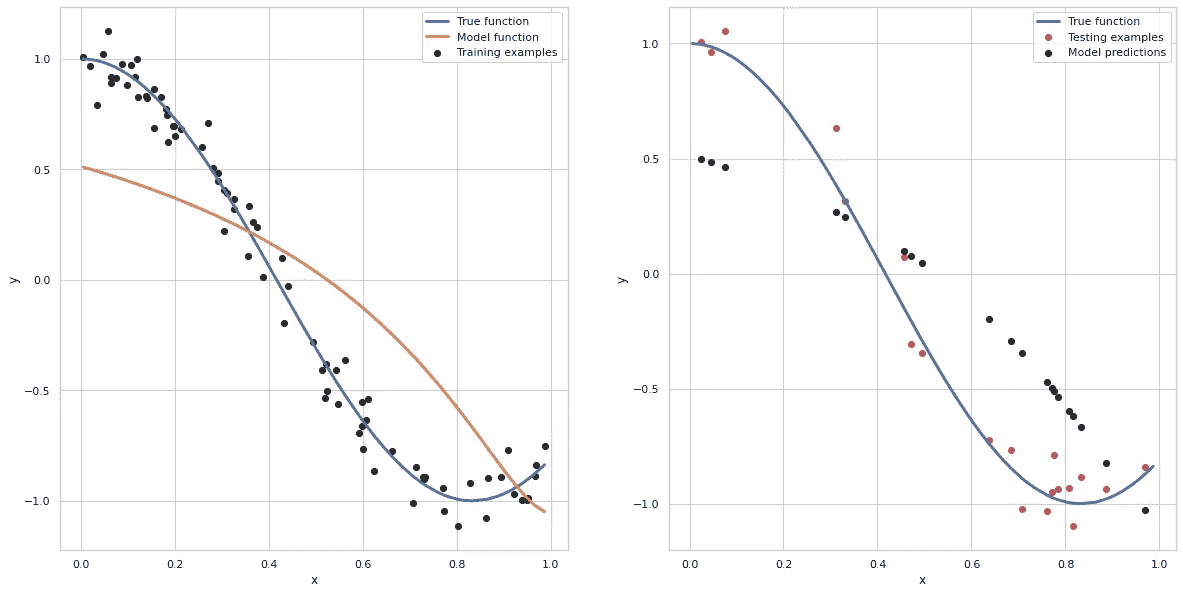 True function
Model function
Training examples
1.0
0.5
0.0
−0.5
−1.0
y
0.0 0.2 0.4 0.6 0.8 1.0
x
True function
Testing examples
Model predictions
1.0
0.5
0.0
−0.5
−1.0
y
0.0 0.2 0.4 0.6 0.8 1.0
x